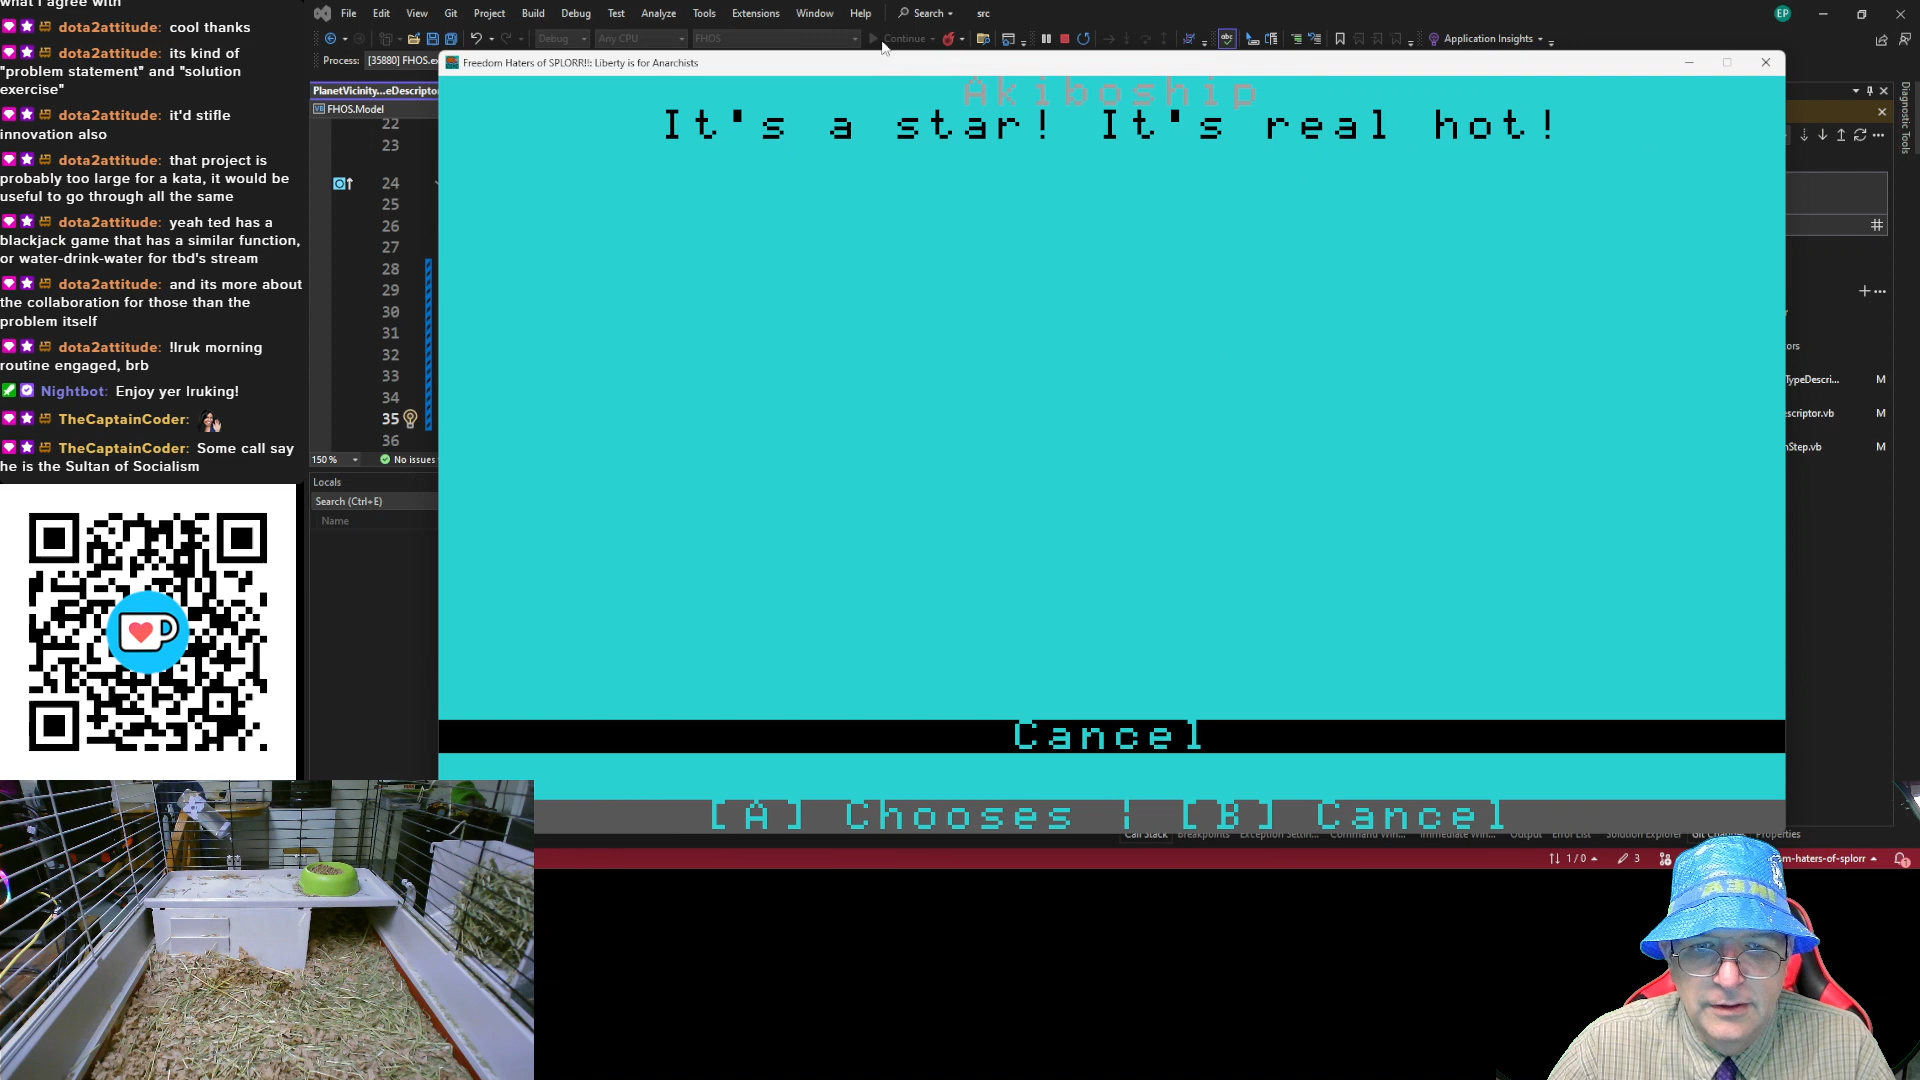 what I agree with
dota2attitude: cool thanks
dota2attitude: its kind of
"problem statement" and "solution
exercise"
dota2attitude: it'd stifle
innovation also
dota2attitude: that project is
probably too large for a kata, it would be
useful to go through all the same
dota2attitude: yeah ted has a
blackjack game that has a similar function,
or water-drink-water for tbd's stream
dota2attitude: and its more about
the collaboration for those than the
problem itself
dota2attitude: !lruk morning
routine engaged, brb
Nightbot: Enjoy yer lruking!
TheCaptainCoder:
TheCaptainCoder: Some call say
he is the Sultan of Socialism
File Edit View Git Project Build Debug Test Analyze Tools Extensions Window Help Search src EP
Debug Any CPU FHOS Continue Application Insights
Process: [35880] FHOS.ex
Freedom Haters of SPLORR!!: Liberty is for Anarchists
PlanetVicinity...eDescriptor
FHOS.Model
22
23
24
25
26
27
28
29
30
31
32
33
34
35
36
150 % No issues
Locals
Search (Ctrl+E)
Name
Akiboship
It's a star! It's real hot!
Cancel
[A] Chooses | [B] Cancel
Diagnostic Tools
ors
TypeDescri... M
scriptor.vb M
nStep.vb M
Call Stack Breakpoints Exception Settin... Command Win... Immediate Win... Output Error List Solution Explorer Git Changes Properties
1 / 0 3 m-haters-of-splorr